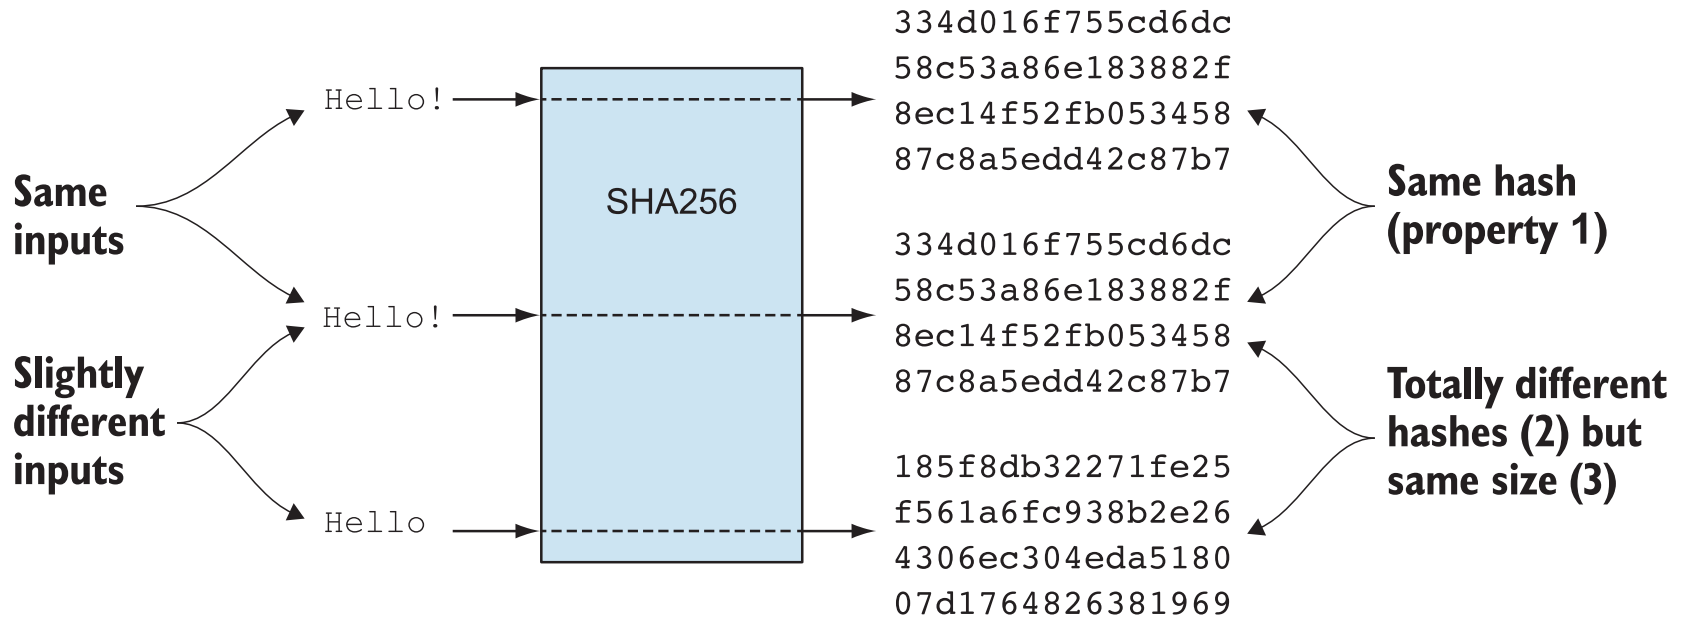 334d016f755cd6dc
58c53a86e183882f
Hello!
8ec14f52fb053458
87c8a5edd42c87b7
Same
inputs
SHA256
Same hash
(property 1)
334d016f755cd6dc
58c53a86e183882f
Hello!
8ec14f52fb053458
87c8a5edd42c87b7
Slightly
different
inputs
Totally different
hashes (2) but
same size (3)
185f8db32271fe25
f561a6fc938b2e26
Hello
4306ec304eda5180
07d1764826381969